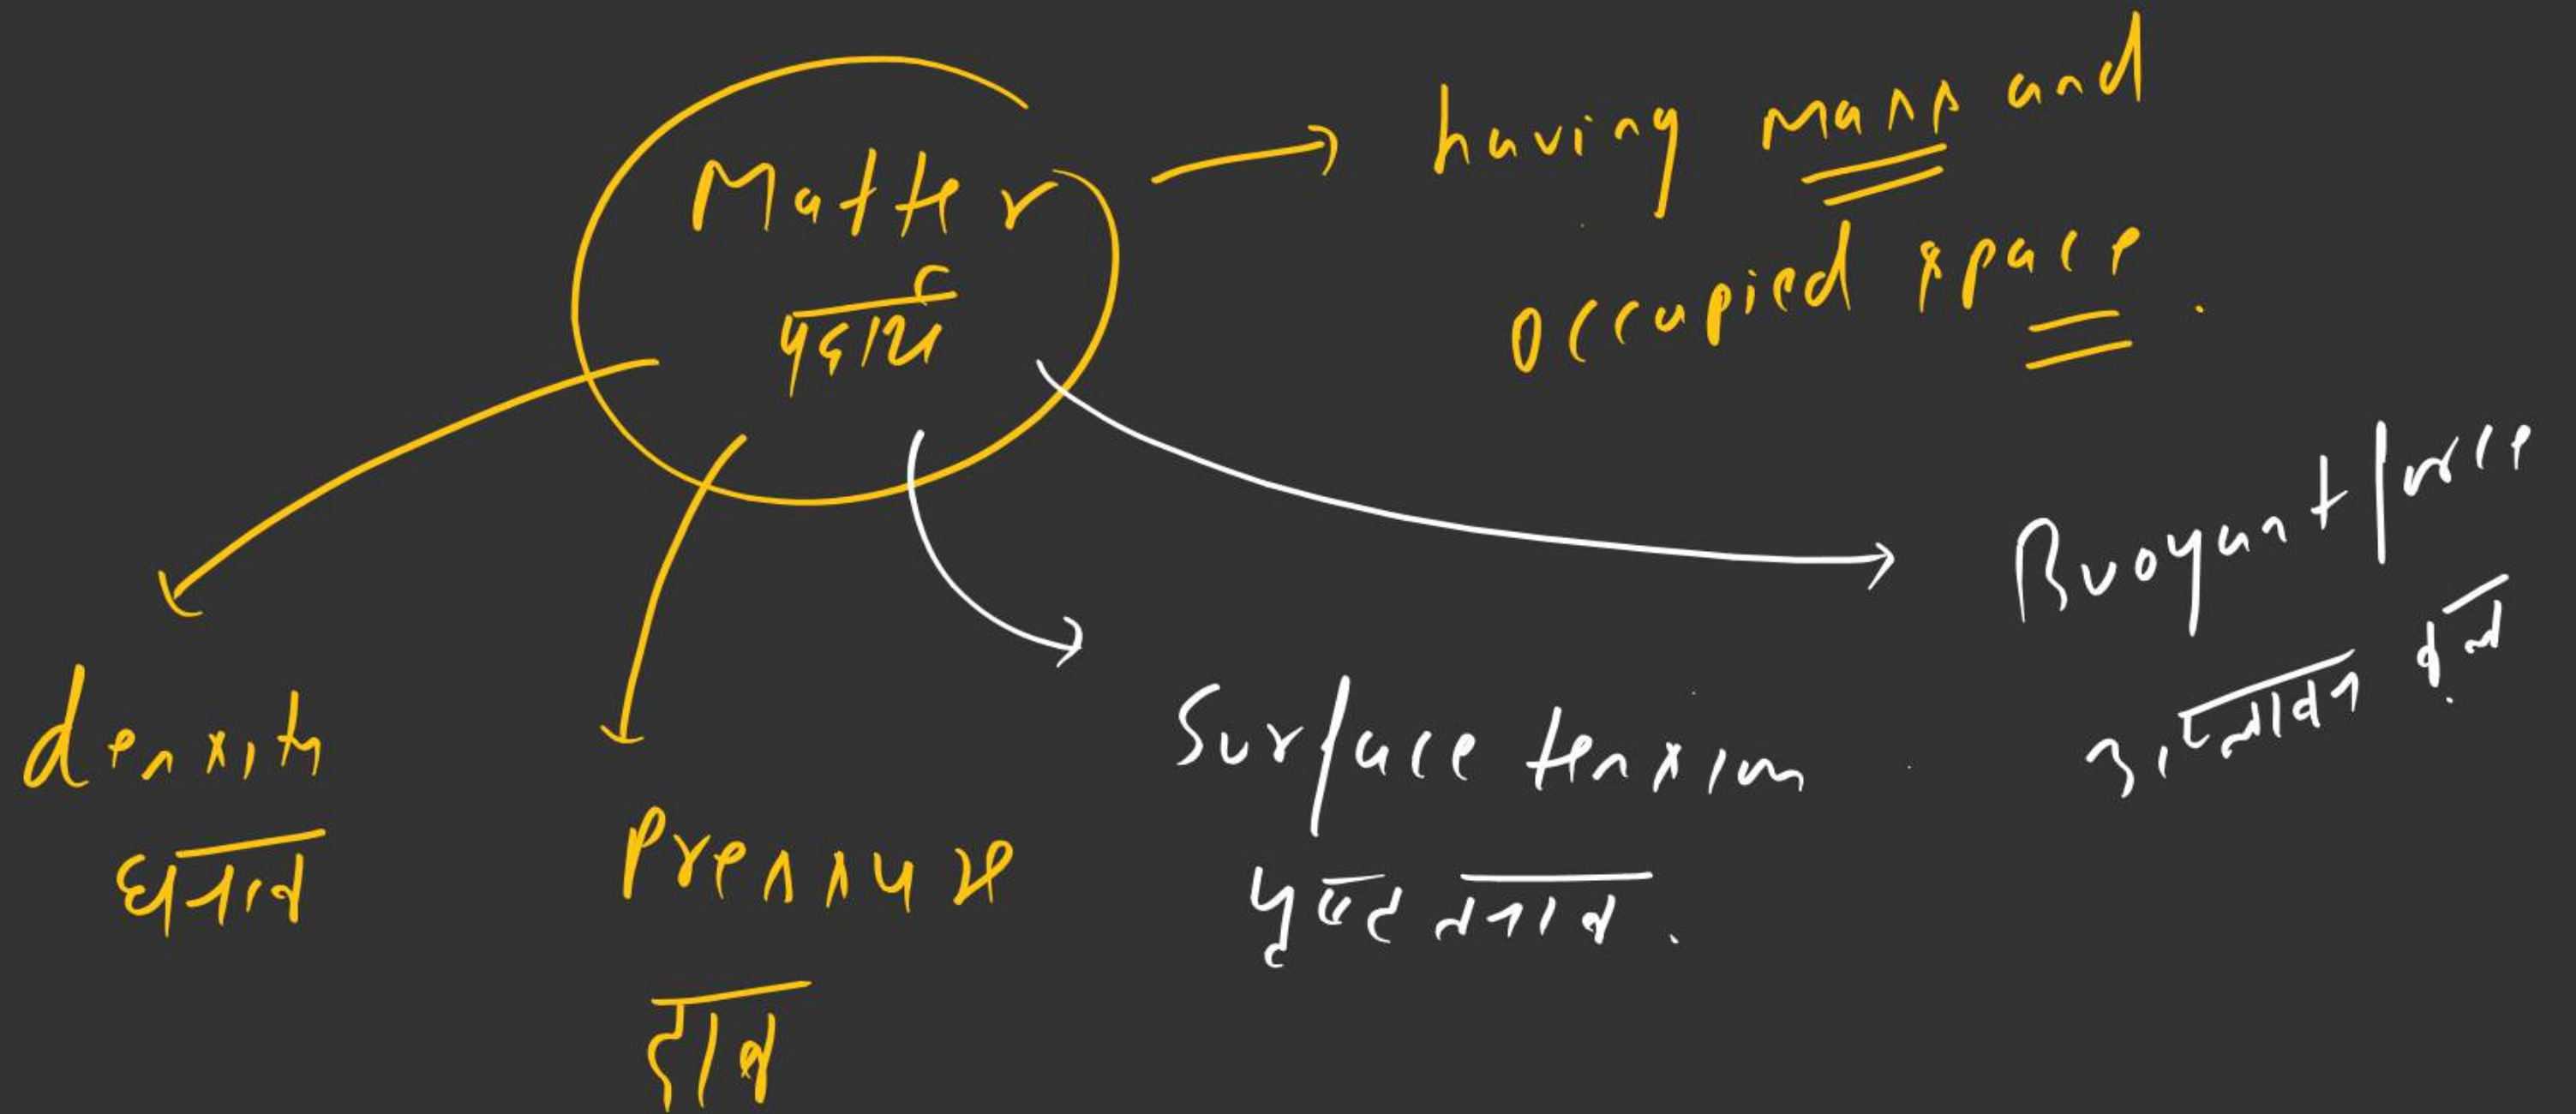 Matter
पदार्थ
having mass and
occupied space.
density
घनत्व
Pressure
दाब
Surface tension
पृष्ठ तनाव.
Buoyant force
उत्प्लावन बल